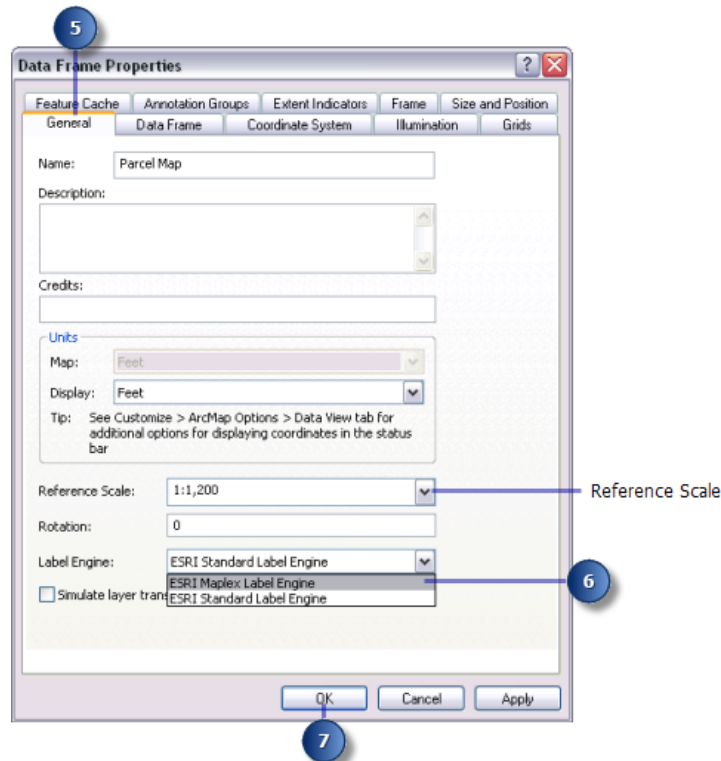 5
Data Frame Properties
?
Feature Cache Annotation Groups Extent Indicators Frame Size and Position
General Data Frame Coordinate System Illumination Grids
Name: Parcel Map
Description:
Credits:
Units
Map: Feet
Display: Feet
Tip: See Customize > ArcMap Options > Data View tab for
additional options for displaying coordinates in the status
bar
Reference Scale: 1:1,200 Reference Scale
Rotation: 0
Label Engine: ESRI Standard Label Engine
ESRI Maplex Label Engine 6
Simulate layer trans ESRI Standard Label Engine
OK Cancel Apply
7